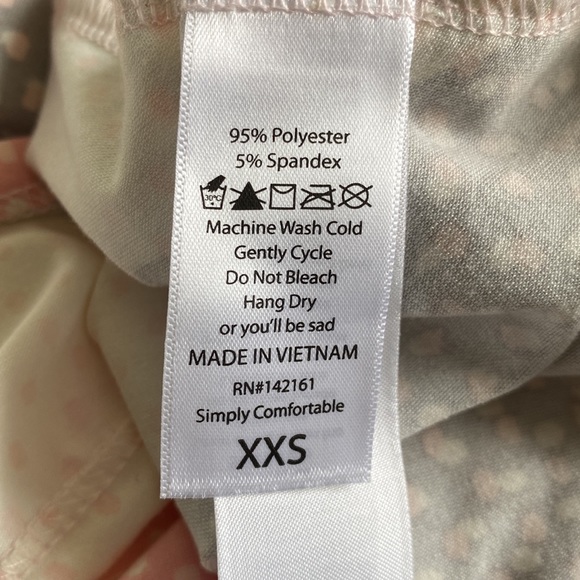 95% Polyester
5% Spandex
30°C
Machine Wash Cold
Gently Cycle
Do Not Bleach
Hang Dry
or you'll be sad
MADE IN VIETNAM
RN#142161
Simply Comfortable
XXS